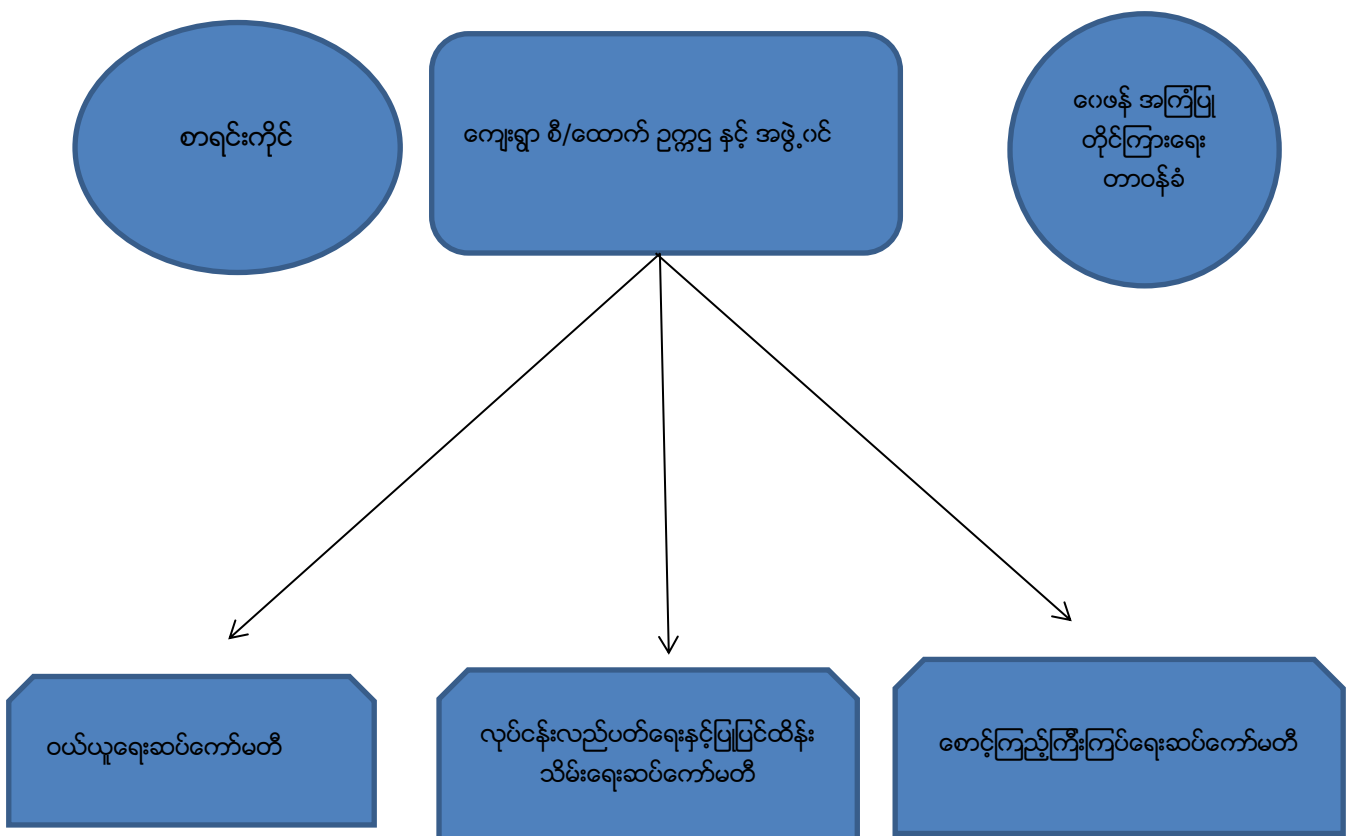 စာရင်းကိုင်
ကျေးရွာ စီ/ထောက် ဥက္ကဌ နှင့် အဖွဲ့ဝင်
ဝေဖန် အကြံပြု
တိုင်ကြားရေး
တာဝန်ခံ
ဝယ်ယူရေးဆပ်ကော်မတီ
လုပ်ငန်းလည်ပတ်ရေးနှင့်ပြုပြင်ထိန်း
သိမ်းရေးဆပ်ကော်မတီ
စောင့်ကြည့်ကြီးကြပ်ရေးဆပ်ကော်မတီ